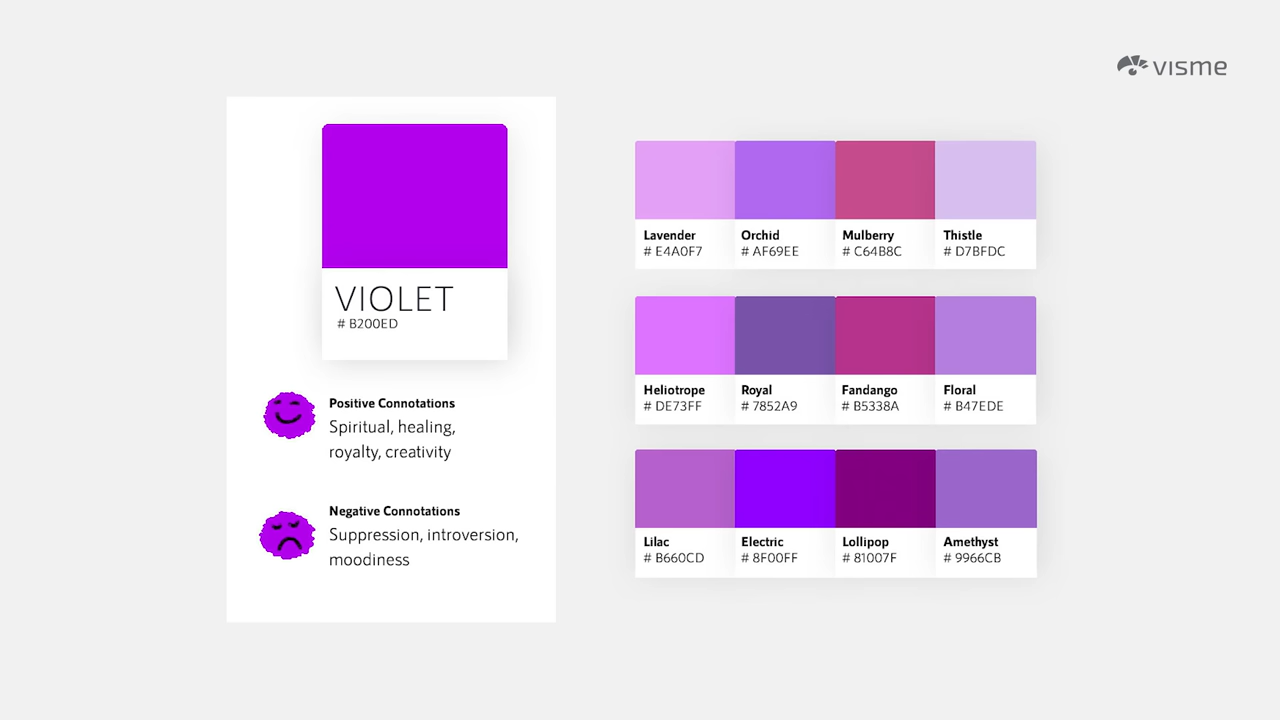 visme
VIOLET
# B200ED
Positive Connotations
Spiritual, healing,
royalty, creativity
Negative Connotations
Suppression, introversion,
moodiness
Lavender
# E4A0F7
Orchid
# AF69EE
Mulberry
# C64B8C
Thistle
# D7BFDC
Heliotrope
# DE73FF
Royal
# 7852A9
Fandango
# B5338A
Floral
# B47EDE
Lilac
# B660CD
Electric
# 8F00FF
Lollipop
# 81007F
Amethyst
# 9966CB